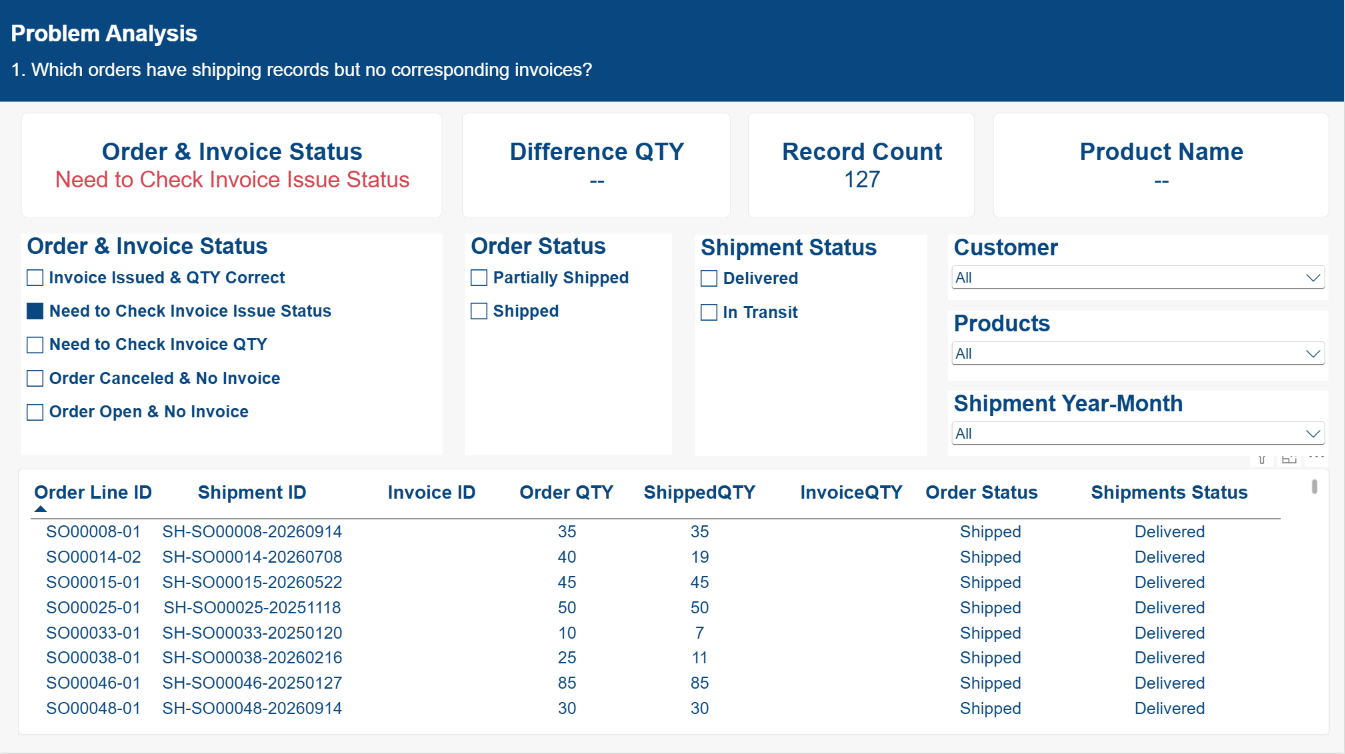 Problem Analysis
1. Which orders have shipping records but no corresponding invoices?
Order & Invoice Status
Need to Check Invoice Issue Status
Difference QTY
--
Record Count
127
Product Name
--
Order & Invoice Status
Invoice Issued & QTY Correct
Need to Check Invoice Issue Status
Need to Check Invoice QTY
Order Canceled & No Invoice
Order Open & No Invoice
Order Status
Partially Shipped
Shipped
Shipment Status
Delivered
In Transit
Customer
All
Products
All
Shipment Year-Month
All
Order Line ID Shipment ID Invoice ID Order QTY ShippedQTY InvoiceQTY Order Status Shipments Status
SO00008-01 SH-SO00008-20260914 35 35 Shipped Delivered
SO00014-02 SH-SO00014-20260708 40 19 Shipped Delivered
SO00015-01 SH-SO00015-20260522 45 45 Shipped Delivered
SO00025-01 SH-SO00025-20251118 50 50 Shipped Delivered
SO00033-01 SH-SO00033-20250120 10 7 Shipped Delivered
SO00038-01 SH-SO00038-20260216 25 11 Shipped Delivered
SO00046-01 SH-SO00046-20250127 85 85 Shipped Delivered
SO00048-01 SH-SO00048-20260914 30 30 Shipped Delivered